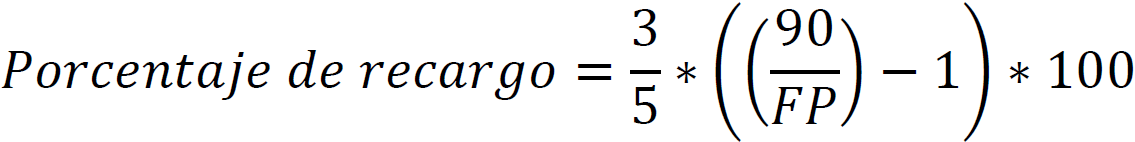 Porcentaje de recargo = 3/5 * ((90/FP) − 1) * 100